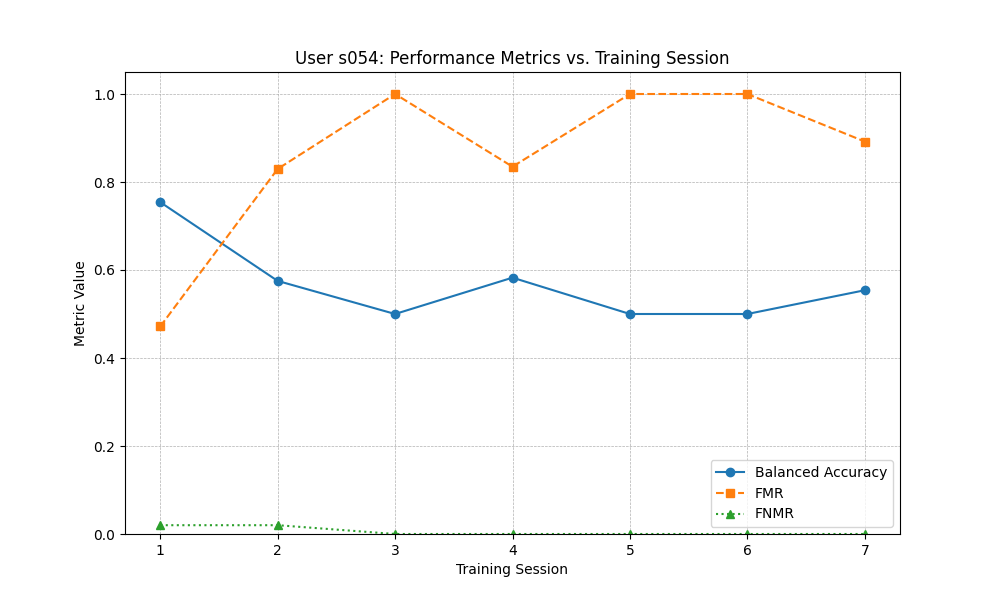 User s054: Performance Metrics vs. Training Session
1.0
0.8
0.6
0.4
0.2
0.0
Metric Value
Balanced Accuracy
FMR
FNMR
1 2 3 4 5 6 7
Training Session